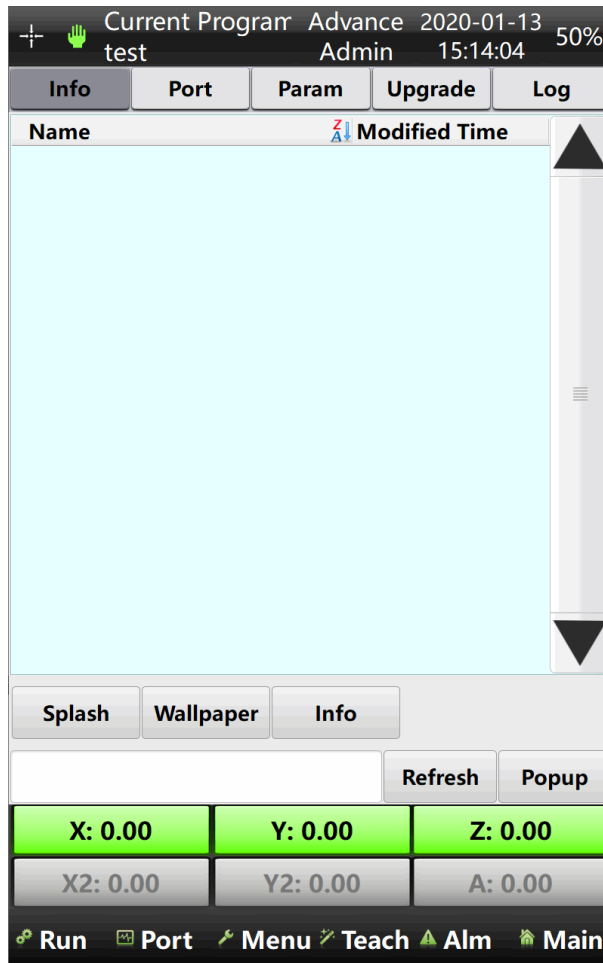 Current Program Advance 2020-01-13 50%
test Admin 15:14:04
Info Port Param Upgrade Log
Name Modified Time
Splash Wallpaper Info
Refresh Popup
X: 0.00 Y: 0.00 Z: 0.00
X2: 0.00 Y2: 0.00 A: 0.00
Run Port Menu Teach Alm Main